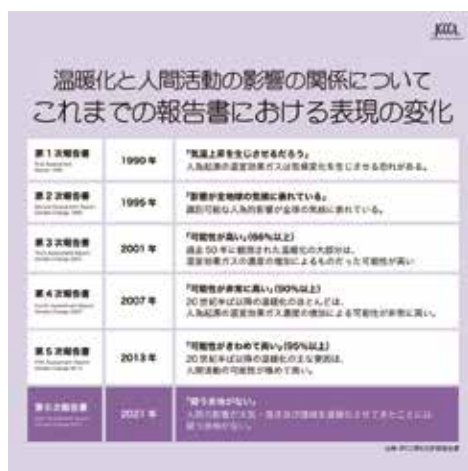 JCCCA
温暖化と人間活動の影響の関係について
これまでの報告書における表現の変化
第1次報告書
1990年
「気温上昇を生じさせるだろう」
人為起源の温室効果ガスは気候変化を生じさせる恐れがある。
第2次報告書
1995年
「影響が全地球の気候に表れている」
識別可能な人為的影響が全球の気候に表れている。
第3次報告書
2001年
「可能性が高い」(66%以上)
過去50年に観測された温暖化の大部分は、
温室効果ガスの濃度の増加によるものだった可能性が高い
第4次報告書
2007年
「可能性が非常に高い」(90%以上)
20世紀半ば以降の温暖化のほとんどは、
人為起源の温室効果ガス濃度の増加による可能性が非常に高い。
第5次報告書
2013年
「可能性がきわめて高い」(95%以上)
20世紀半ば以降の温暖化の主な要因は、
人間活動の可能性が極めて高い。
第6次報告書
2021年
「疑う余地がない」
人間の影響が大気・海洋及び陸域を温暖化させてきたことには
疑う余地がない。